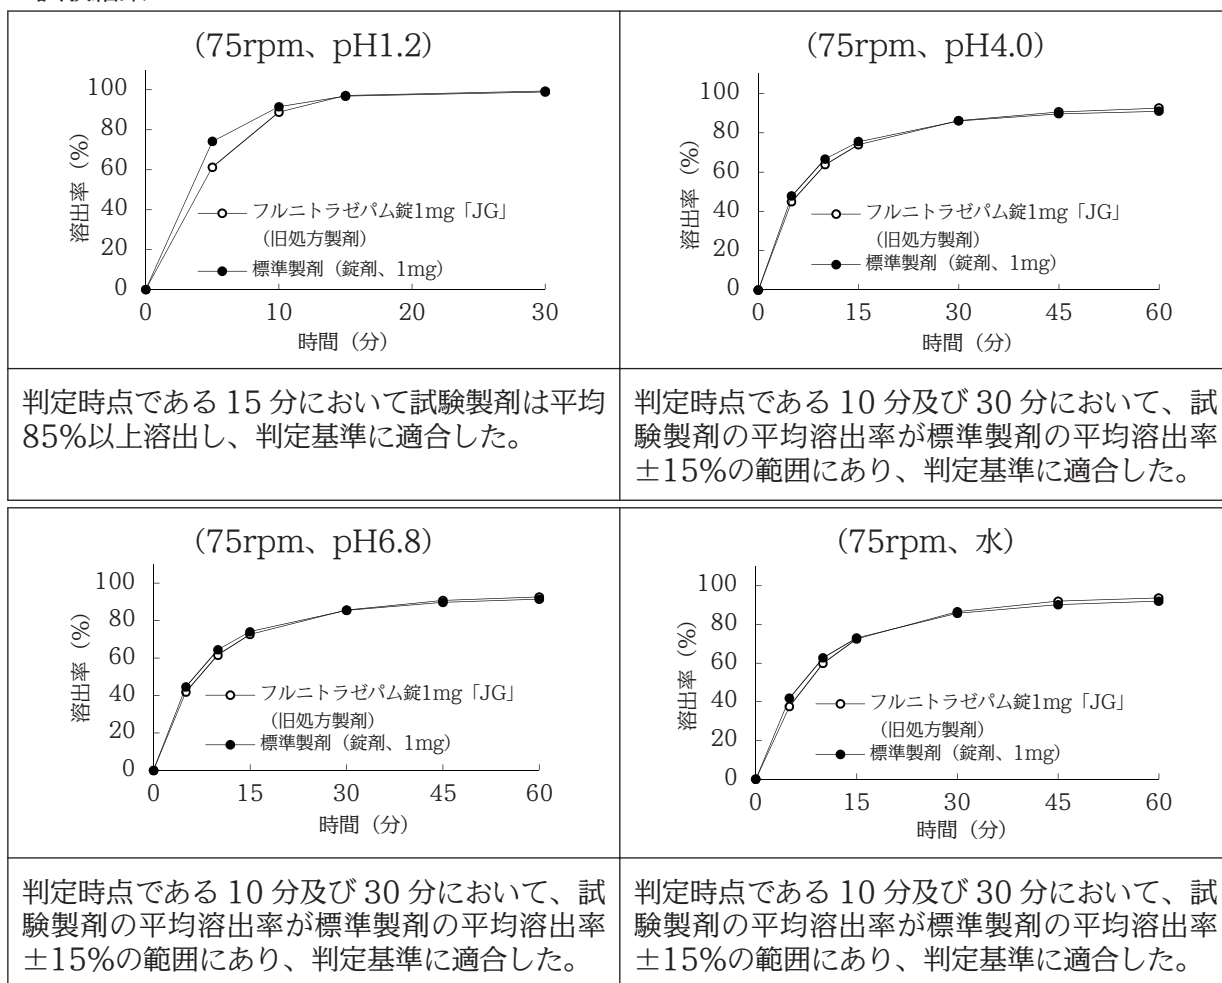 (75rpm、pH1.2)
100
80
60
40
20
0
溶出率（%）
フルニトラゼパム錠1mg「JG」
（旧処方製剤）
標準製剤（錠剤、1mg）
0 10 20 30
時間（分）
(75rpm、pH4.0)
100
80
60
40
20
0
溶出率（%）
フルニトラゼパム錠1mg「JG」
（旧処方製剤）
標準製剤（錠剤、1mg）
0 15 30 45 60
時間（分）
判定時点である 15 分において試験製剤は平均
85%以上溶出し、判定基準に適合した。
判定時点である 10 分及び 30 分において、試
験製剤の平均溶出率が標準製剤の平均溶出率
±15%の範囲にあり、判定基準に適合した。
(75rpm、pH6.8)
100
80
60
40
20
0
溶出率（%）
フルニトラゼパム錠1mg「JG」
（旧処方製剤）
標準製剤（錠剤、1mg）
0 15 30 45 60
時間（分）
(75rpm、水)
100
80
60
40
20
0
溶出率（%）
フルニトラゼパム錠1mg「JG」
（旧処方製剤）
標準製剤（錠剤、1mg）
0 15 30 45 60
時間（分）
判定時点である 10 分及び 30 分において、試
験製剤の平均溶出率が標準製剤の平均溶出率
±15%の範囲にあり、判定基準に適合した。
判定時点である 10 分及び 30 分において、試
験製剤の平均溶出率が標準製剤の平均溶出率
±15%の範囲にあり、判定基準に適合した。